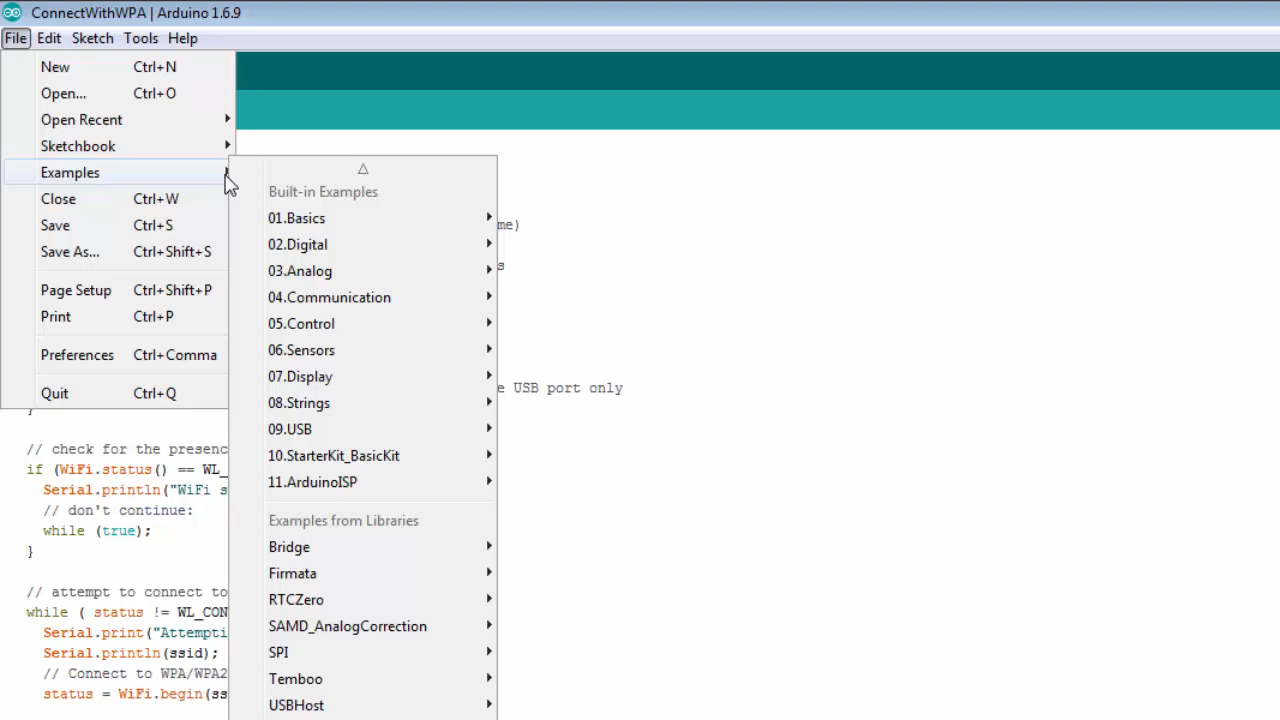 ConnectWithWPA | Arduino 1.6.9
File Edit Sketch Tools Help
New Ctrl+N
Open... Ctrl+O
Open Recent
Sketchbook
Examples
Close Ctrl+W
Save Ctrl+S
Save As... Ctrl+Shift+S
Page Setup Ctrl+Shift+P
Print Ctrl+P
Preferences Ctrl+Comma
Quit Ctrl+Q
Built-in Examples
01.Basics
02.Digital
03.Analog
04.Communication
05.Control
06.Sensors
07.Display
08.Strings
09.USB
10.StarterKit_BasicKit
11.ArduinoISP
Examples from Libraries
Bridge
Firmata
RTCZero
SAMD_AnalogCorrection
SPI
Temboo
USBHost
me)
s
e USB port only
}
// check for the presenc
if (WiFi.status() == WL_
Serial.println("WiFi s
// don't continue:
while (true);
}
// attempt to connect to
while ( status != WL_CON
Serial.print("Attempti
Serial.println(ssid);
// Connect to WPA/WPA2
status = WiFi.begin(ss